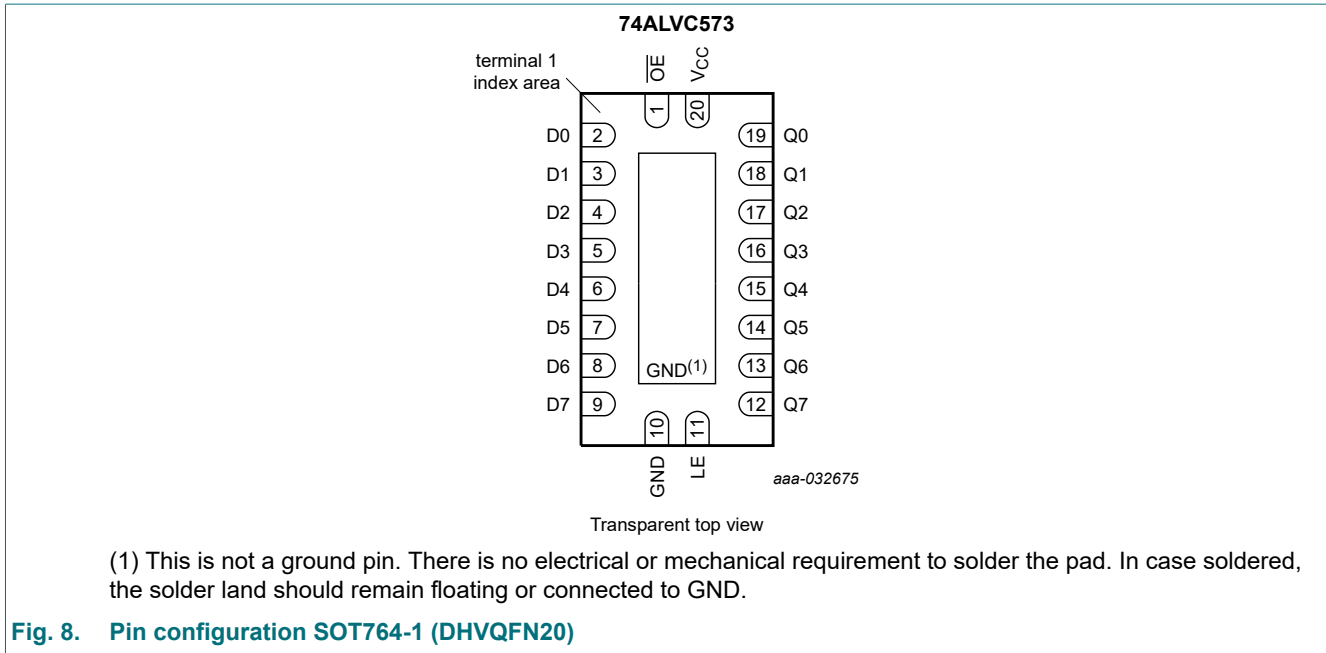 74ALVC573
terminal 1
index area
OE
VCC
1
20
D0 2
19 Q0
D1 3
18 Q1
D2 4
17 Q2
D3 5
16 Q3
D4 6
15 Q4
D5 7
14 Q5
D6 8
GND(1)
13 Q6
D7 9
12 Q7
10
11
GND
LE
aaa-032675
Transparent top view
(1) This is not a ground pin. There is no electrical or mechanical requirement to solder the pad. In case soldered,
the solder land should remain floating or connected to GND.
Fig. 8. Pin configuration SOT764-1 (DHVQFN20)